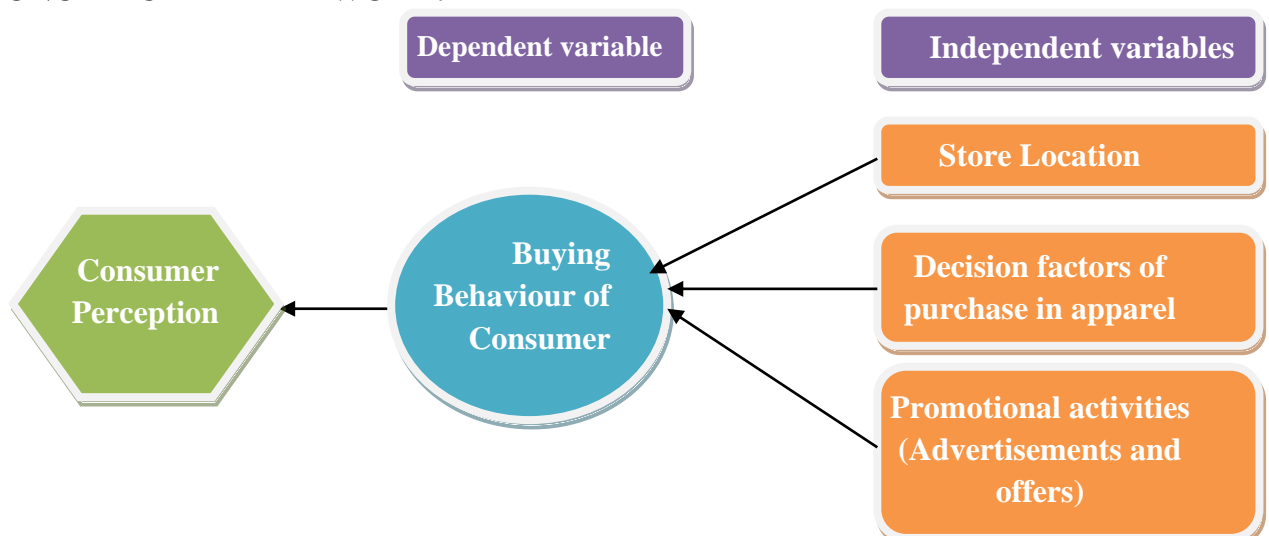 Dependent variable
Independent variables
Store Location
Consumer
Perception
Buying
Behaviour of
Consumer
Decision factors of
purchase in apparel
Promotional activities
(Advertisements and
offers)